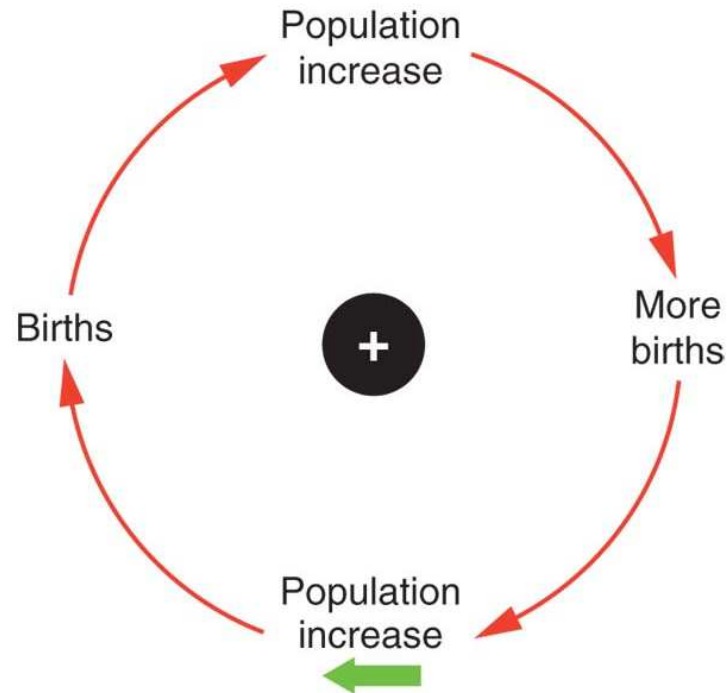 Population
increase
More
births
Population
increase
Births
+